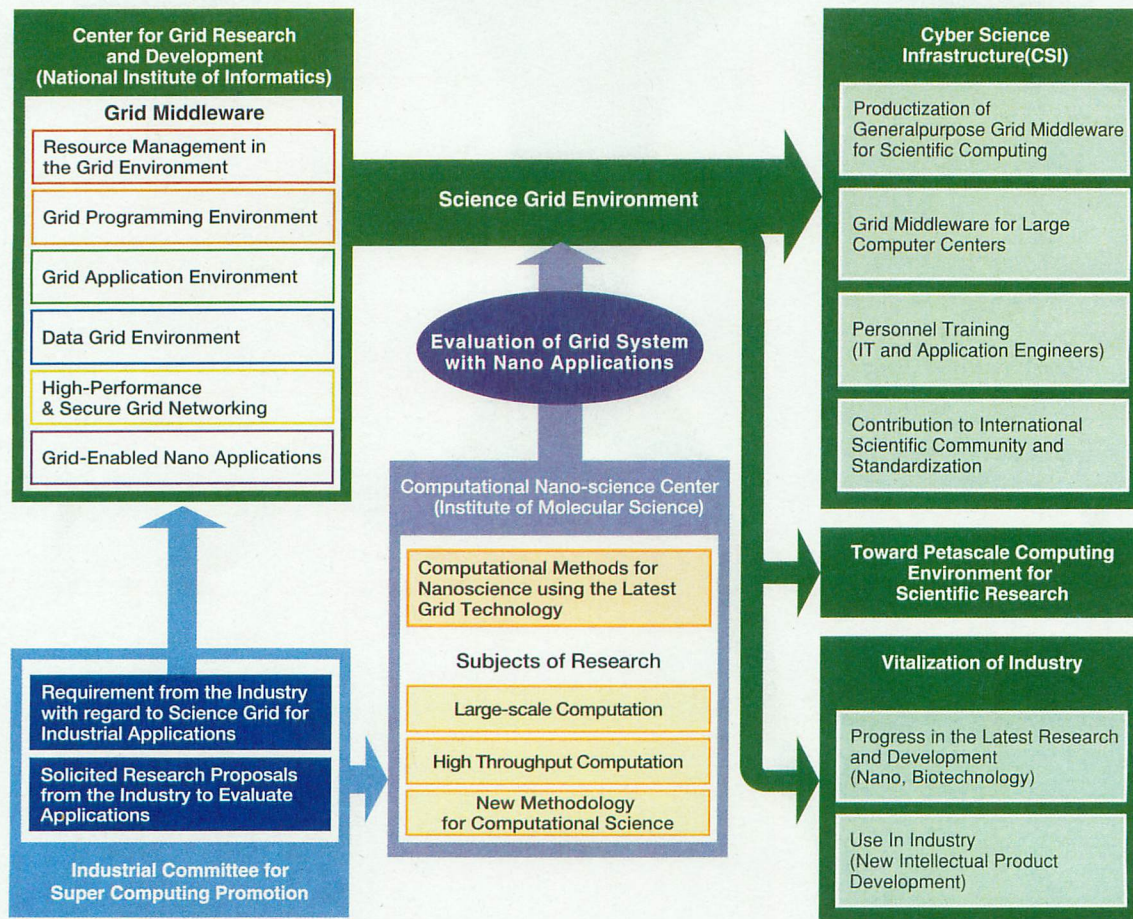 Center for Grid Research
and Development
(National Institute of Informatics)
Grid Middleware
Resource Management in
the Grid Environment
Grid Programming Environment
Grid Application Environment
Data Grid Environment
High-Performance
& Secure Grid Networking
Grid-Enabled Nano Applications
Requirement from the Industry
with regard to Science Grid for
Industrial Applications
Solicited Research Proposals
from the Industry to Evaluate
Applications
Industrial Committee for
Super Computing Promotion
Science Grid Environment
Evaluation of Grid System
with Nano Applications
Computational Nano-science Center
(Institute of Molecular Science)
Computational Methods for
Nanoscience using the Latest
Grid Technology
Subjects of Research
Large-scale Computation
High Throughput Computation
New Methodology
for Computational Science
Cyber Science
Infrastructure(CSI)
Productization of
Generalpurpose Grid Middleware
for Scientific Computing
Grid Middleware for Large
Computer Centers
Personnel Training
(IT and Application Engineers)
Contribution to International
Scientific Community and
Standardization
Toward Petascale Computing
Environment for
Scientific Research
Vitalization of Industry
Progress in the Latest Research
and Development
(Nano, Biotechnology)
Use In Industry
(New Intellectual Product
Development)